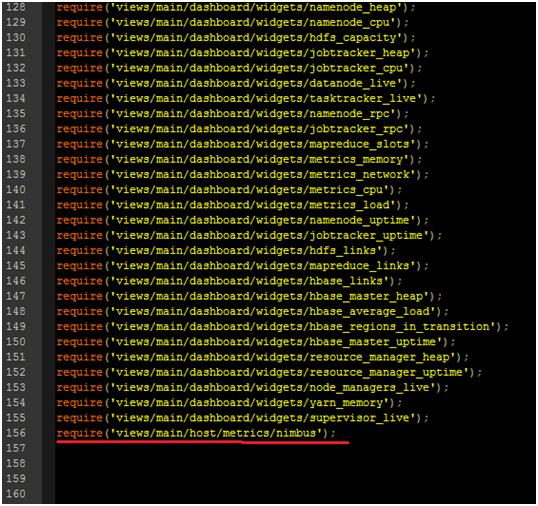 128 require('views/main/dashboard/widgets/namenode_heap');
129 require('views/main/dashboard/widgets/namenode_cpu');
130 require('views/main/dashboard/widgets/hdfs_capacity');
131 require('views/main/dashboard/widgets/jobtracker_heap');
132 require('views/main/dashboard/widgets/jobtracker_cpu');
133 require('views/main/dashboard/widgets/datanode_live');
134 require('views/main/dashboard/widgets/tasktracker_live');
135 require('views/main/dashboard/widgets/namenode_rpc');
136 require('views/main/dashboard/widgets/jobtracker_rpc');
137 require('views/main/dashboard/widgets/mapreduce_slots');
138 require('views/main/dashboard/widgets/metrics_memory');
139 require('views/main/dashboard/widgets/metrics_network');
140 require('views/main/dashboard/widgets/metrics_cpu');
141 require('views/main/dashboard/widgets/metrics_load');
142 require('views/main/dashboard/widgets/namenode_uptime');
143 require('views/main/dashboard/widgets/jobtracker_uptime');
144 require('views/main/dashboard/widgets/hdfs_links');
145 require('views/main/dashboard/widgets/mapreduce_links');
146 require('views/main/dashboard/widgets/hbase_links');
147 require('views/main/dashboard/widgets/hbase_master_heap');
148 require('views/main/dashboard/widgets/hbase_average_load');
149 require('views/main/dashboard/widgets/hbase_regions_in_transition');
150 require('views/main/dashboard/widgets/hbase_master_uptime');
151 require('views/main/dashboard/widgets/resource_manager_heap');
152 require('views/main/dashboard/widgets/resource_manager_uptime');
153 require('views/main/dashboard/widgets/node_managers_live');
154 require('views/main/dashboard/widgets/yarn_memory');
155 require('views/main/dashboard/widgets/supervisor_live');
156 require('views/main/host/metrics/nimbus');
157
158
159
160